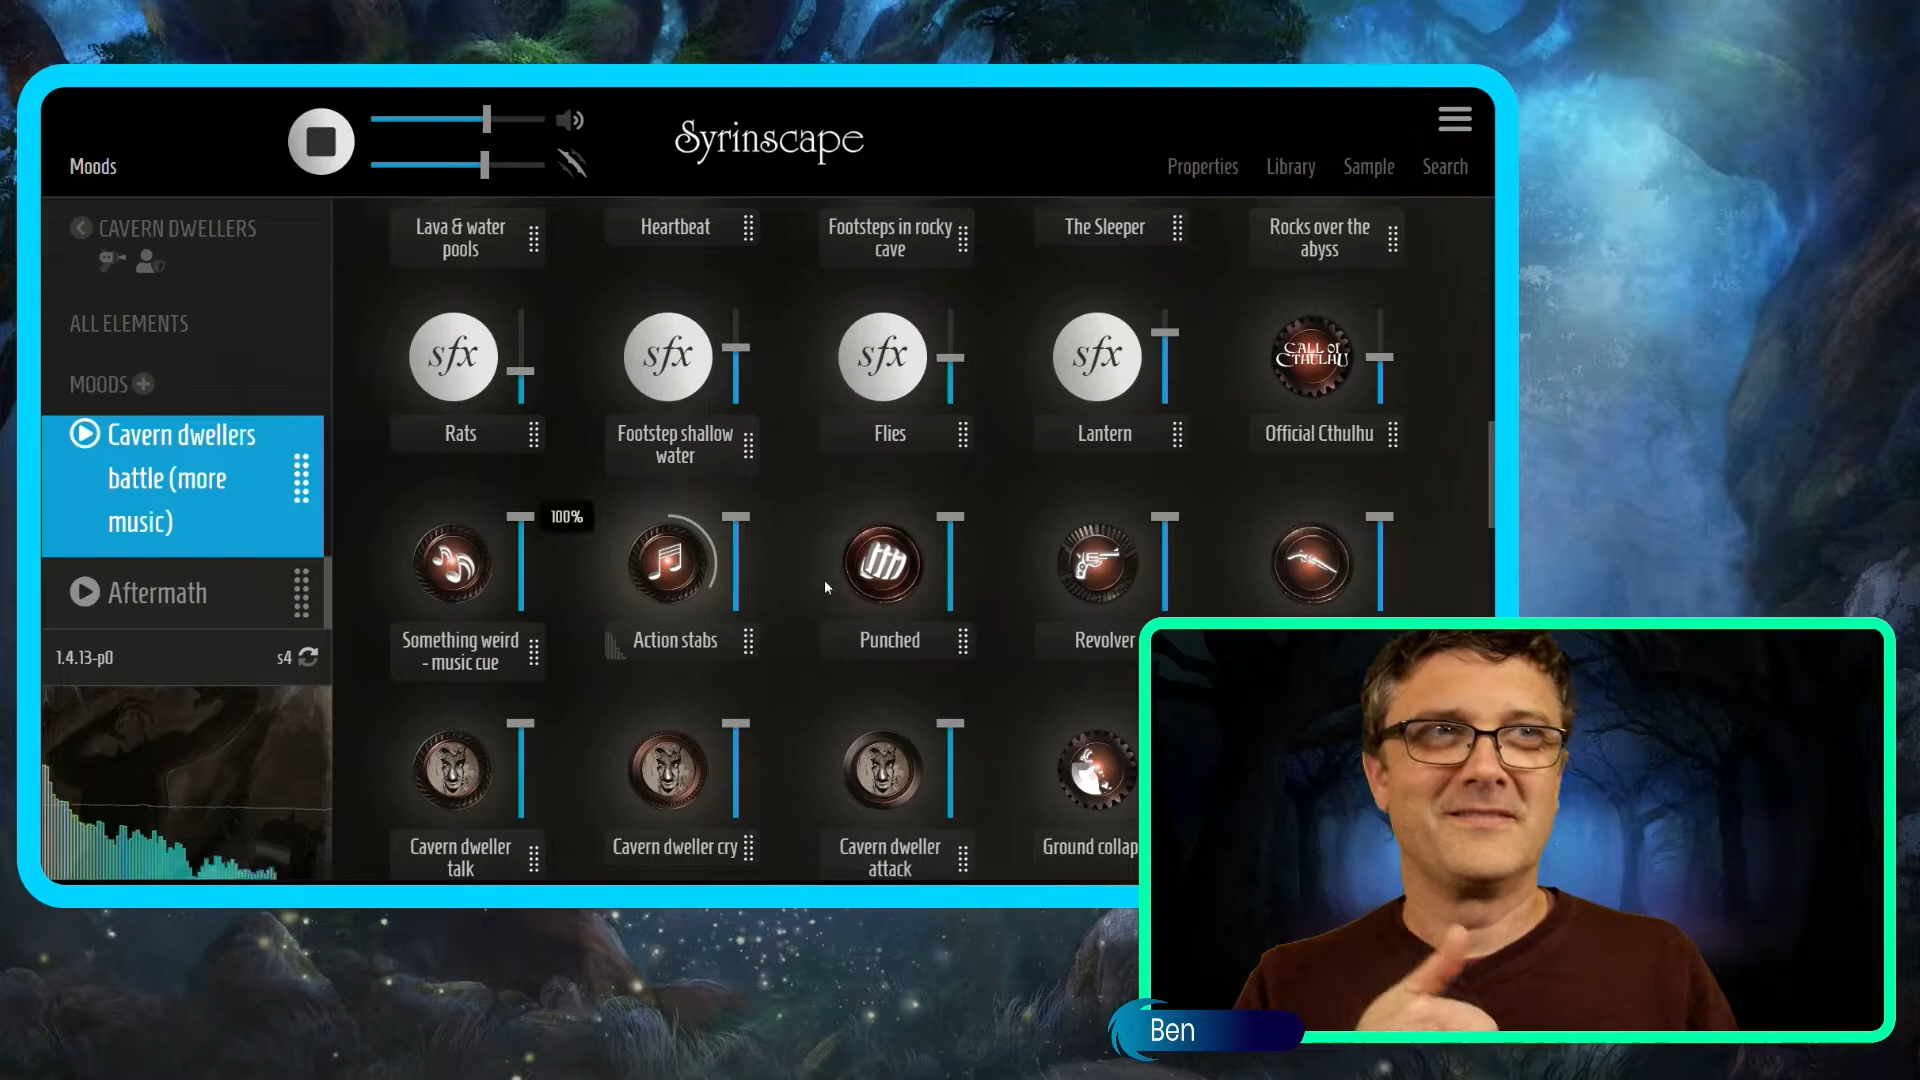 Moods
Syrinscape
Properties
Library
Sample
Search
CAVERN DWELLERS
ALL ELEMENTS
MOODS
Cavern dwellers
battle (more
music)
Aftermath
1.4.13-p0
s4
Lava & water
pools
Heartbeat
Footsteps in rocky
cave
The Sleeper
Rocks over the
abyss
sfx
sfx
sfx
sfx
CALL OF
CTHULHU
Rats
Footstep shallow
water
Flies
Lantern
Official Cthulhu
100%
Something weird
- music cue
Action stabs
Punched
Revolver
Cavern dweller
talk
Cavern dweller cry
Cavern dweller
attack
Ground collap
Ben